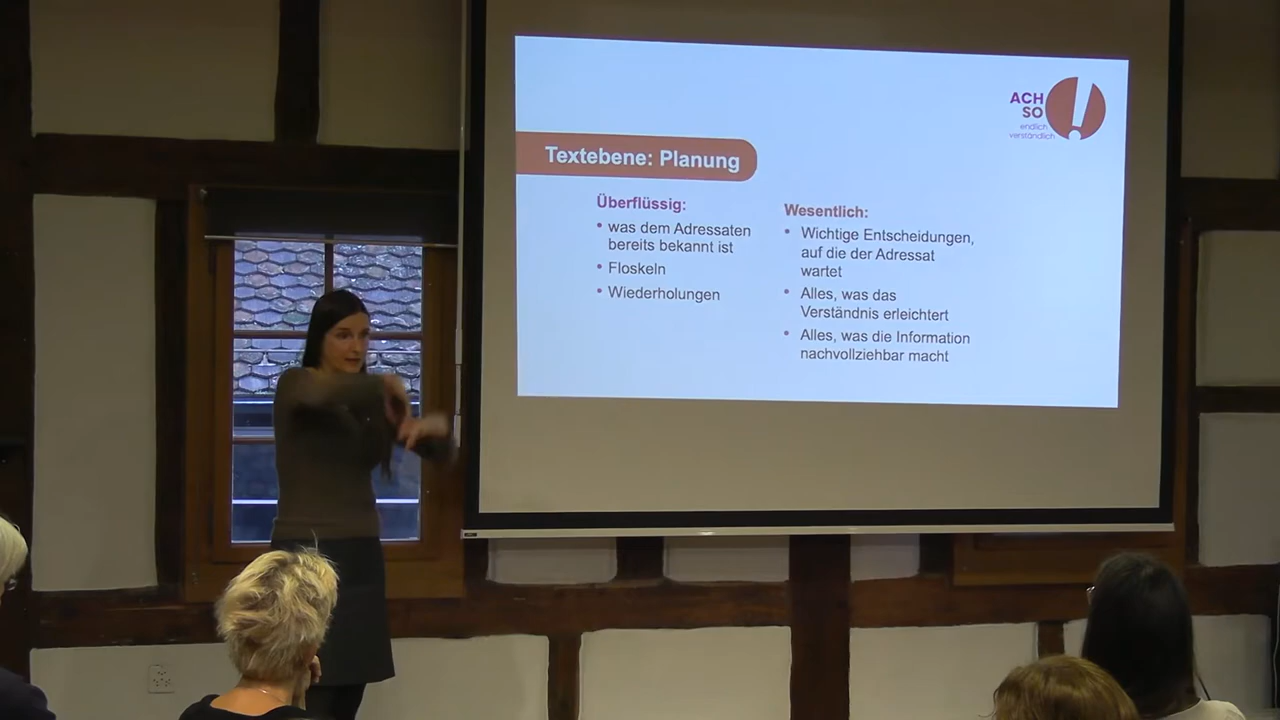 ACH
SO
endlich
verständlich
Textebene: Planung
Überflüssig:
• was dem Adressaten
bereits bekannt ist
• Floskeln
• Wiederholungen
Wesentlich:
• Wichtige Entscheidungen,
auf die der Adressat
wartet
• Alles, was das
Verständnis erleichtert
• Alles, was die Information
nachvollziehbar macht